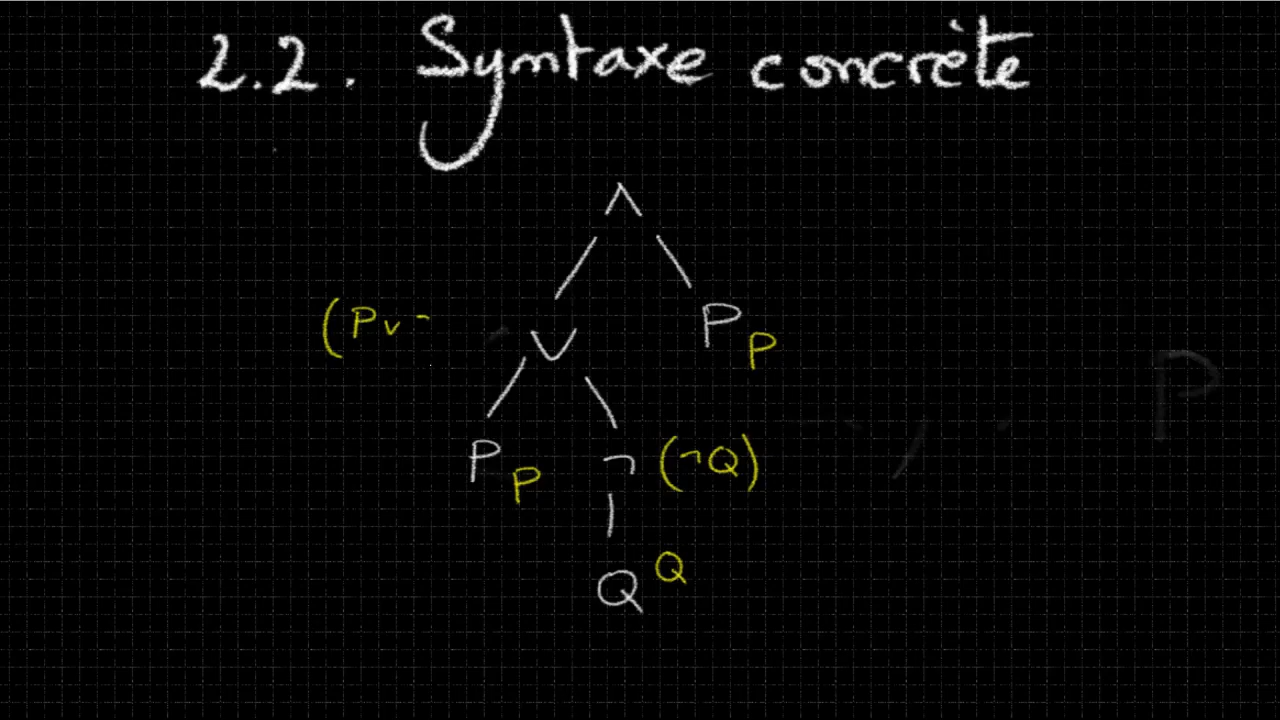 2.2. Syntaxe concrète
∧
(P∨¬ ∨ P P
P P ¬ (¬Q)
Q Q
P